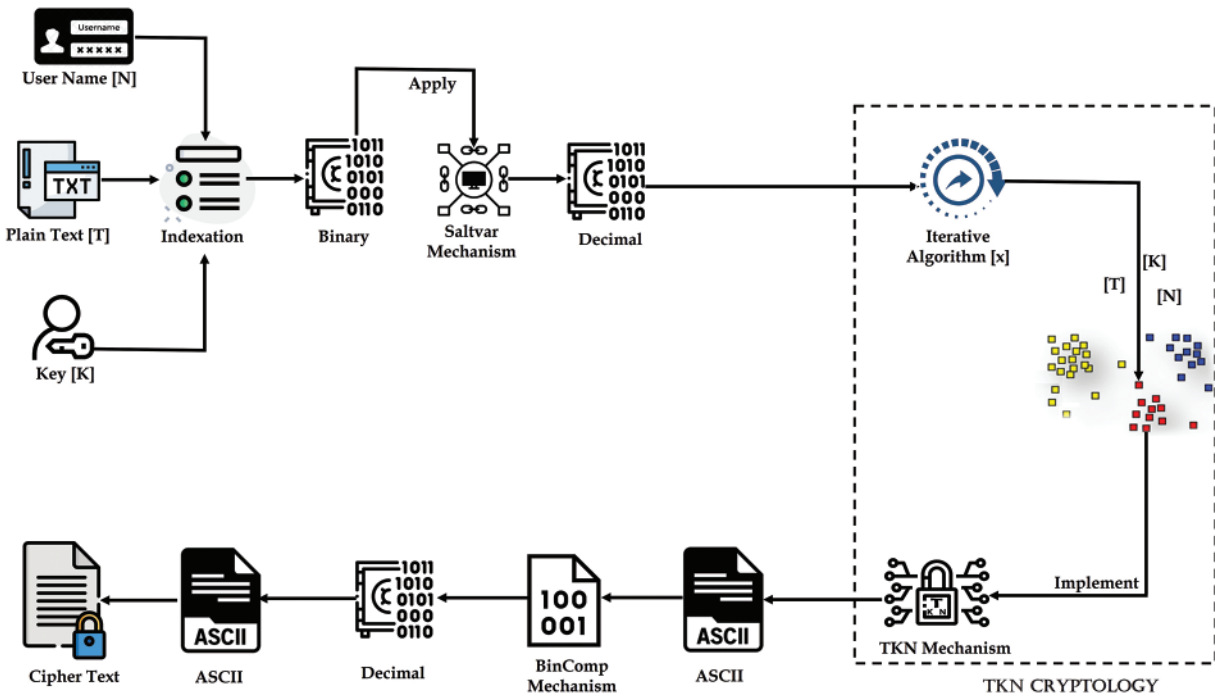 Username
×××××
User Name [N]
TXT
Plain Text [T]
Key [K]
Indexation
1011
1010
0101
000
0110
Binary
Apply
Saltvar
Mechanism
1011
1010
0101
000
0110
Decimal
Iterative
Algorithm [x]
[K]
[T]
[N]
Implement
T
K N
TKN Mechanism
TKN CRYPTOLOGY
ASCII
ASCII
100
001
BinComp
Mechanism
1011
1010
0101
000
0110
Decimal
ASCII
ASCII
Cipher Text